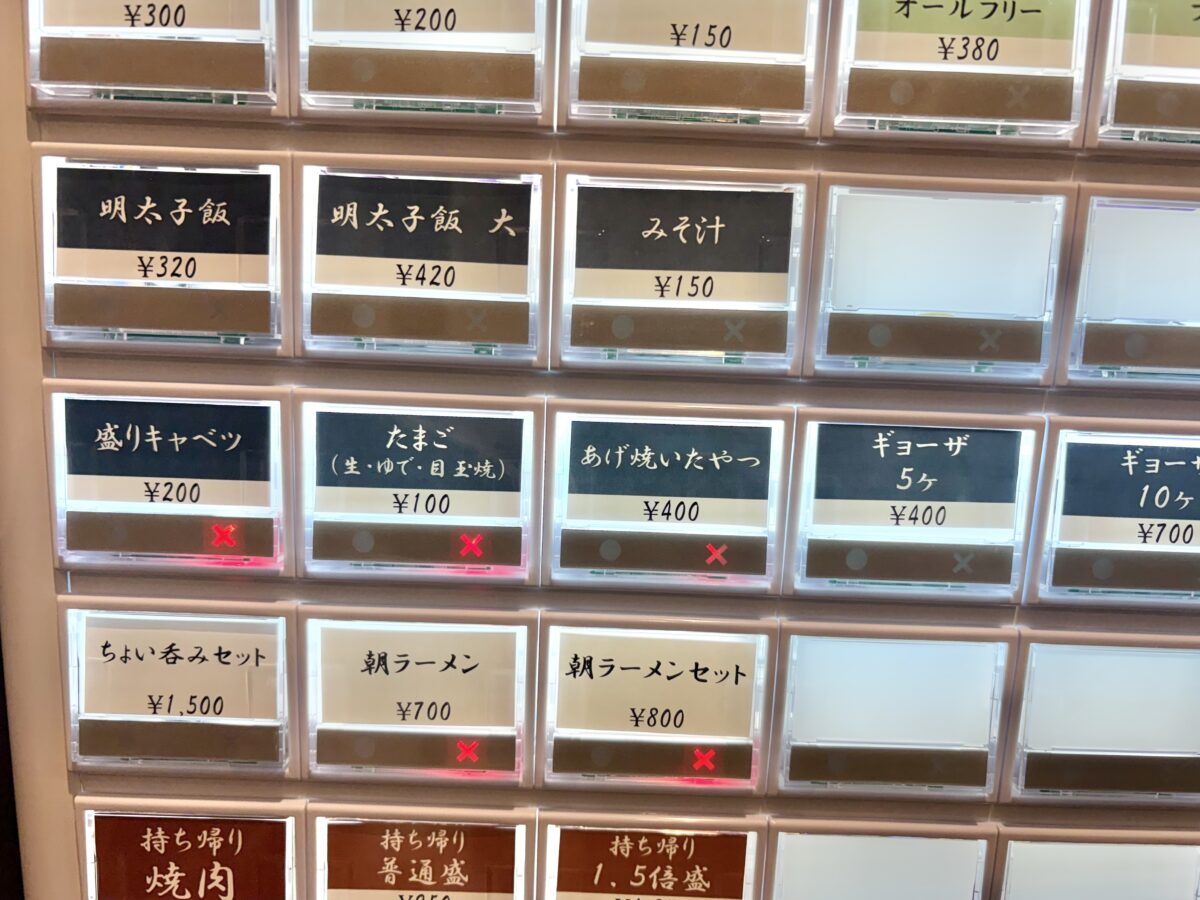 ¥300
¥200
¥150
オールフリー
¥380
明太子飯
¥320
明太子飯 大
¥420
みそ汁
¥150
盛りキャベツ
¥200
×
たまご
(生・ゆで・目玉焼)
¥100
×
あげ焼いたやつ
¥400
×
ギョーザ
5ヶ
¥400
ギョーザ
10ヶ
¥700
ちょい呑みセット
¥1,500
朝ラーメン
¥700
×
朝ラーメンセット
¥800
×
持ち帰り
焼肉
持ち帰り
普通盛
持ち帰り
1.5倍盛